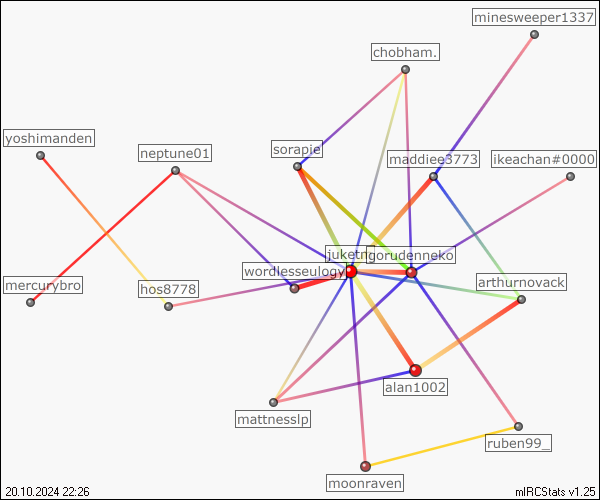 minesweeper1337
chobham.
yoshimanden
neptune01
sorapie
maddiee3773
ikeachan#0000
juketn
gorudenneko
wordlesseulogy
mercurybro
hos8778
arthurnovack
alan1002
mattnesslp
ruben99_
moonraven
20.10.2024 22:26
mIRCStats v1.25